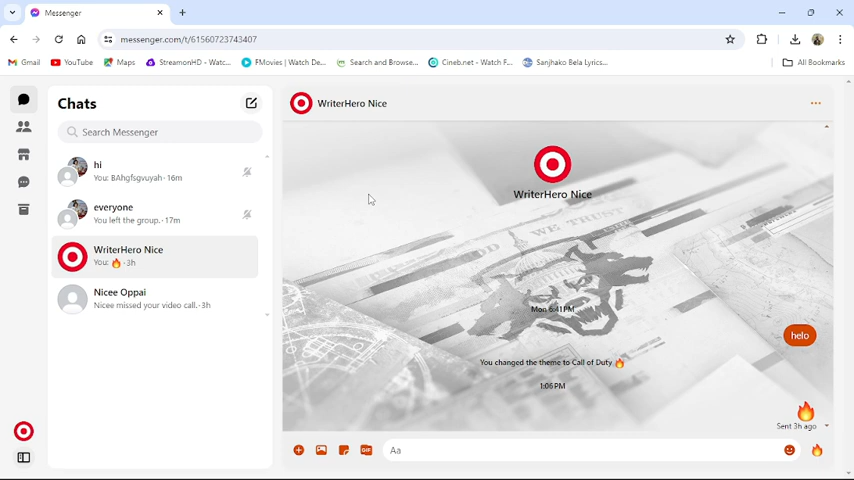 Messenger
messenger.com/t/61560723743407
Gmail
YouTube
Maps
StreamonHD - Watc...
FMovies | Watch De...
Search and Browse...
Cineb.net - Watch F...
Sanjhako Bela Lyrics...
All Bookmarks
Chats
Search Messenger
hi
You: BAhgfsgvuyah · 16m
everyone
You left the group. · 17m
WriterHero Nice
You: 🔥 · 3h
Nicee Oppai
Nicee missed your video call. · 3h
WriterHero Nice
WriterHero Nice
WE TRUST
Mon 6:41 PM
helo
You changed the theme to Call of Duty 🔥
1:06 PM
🔥
Sent 3h ago
GIF
Aa